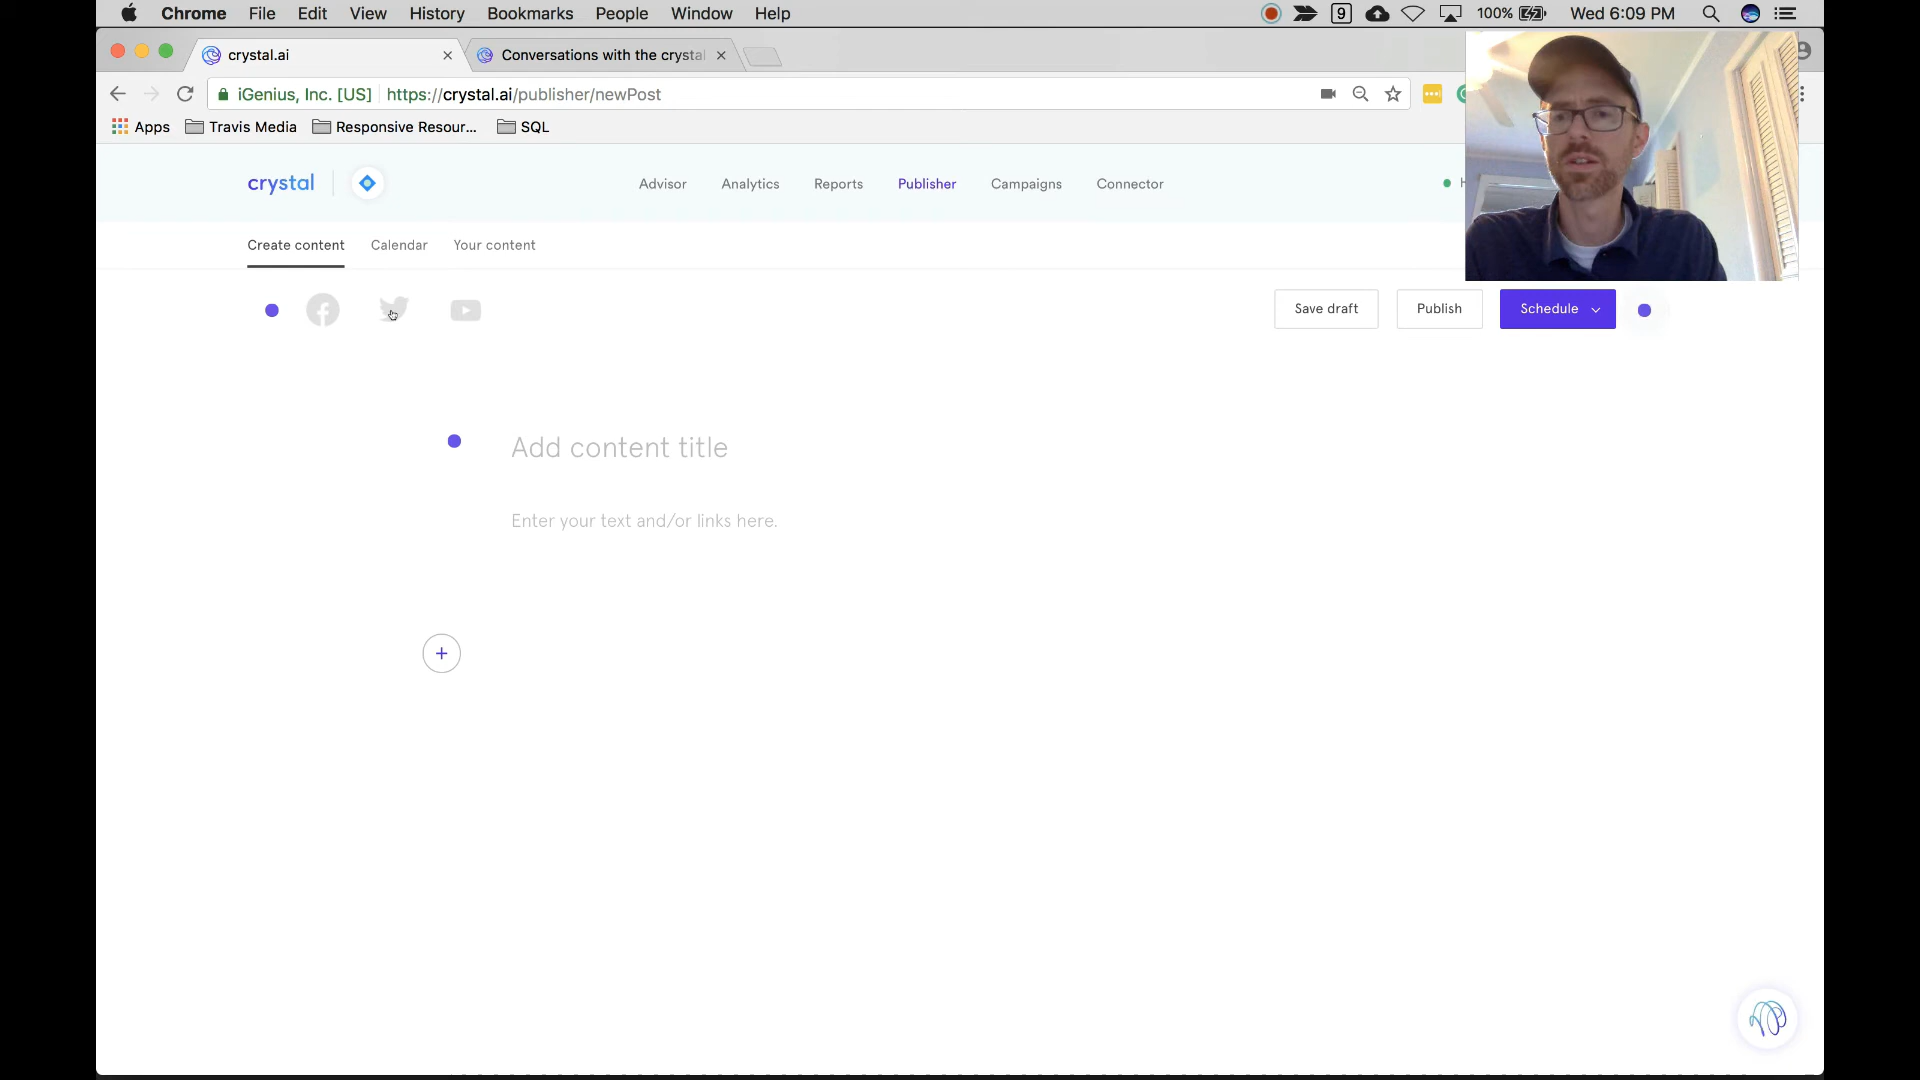 Chrome File Edit View History Bookmarks People Window Help 9 100% Wed 6:09 PM
crystal.ai Conversations with the crysta
iGenius, Inc. [US] https://crystal.ai/publisher/newPost
Apps Travis Media Responsive Resour... SQL
crystal Advisor Analytics Reports Publisher Campaigns Connector
Create content Calendar Your content
Save draft Publish Schedule
Add content title
Enter your text and/or links here.